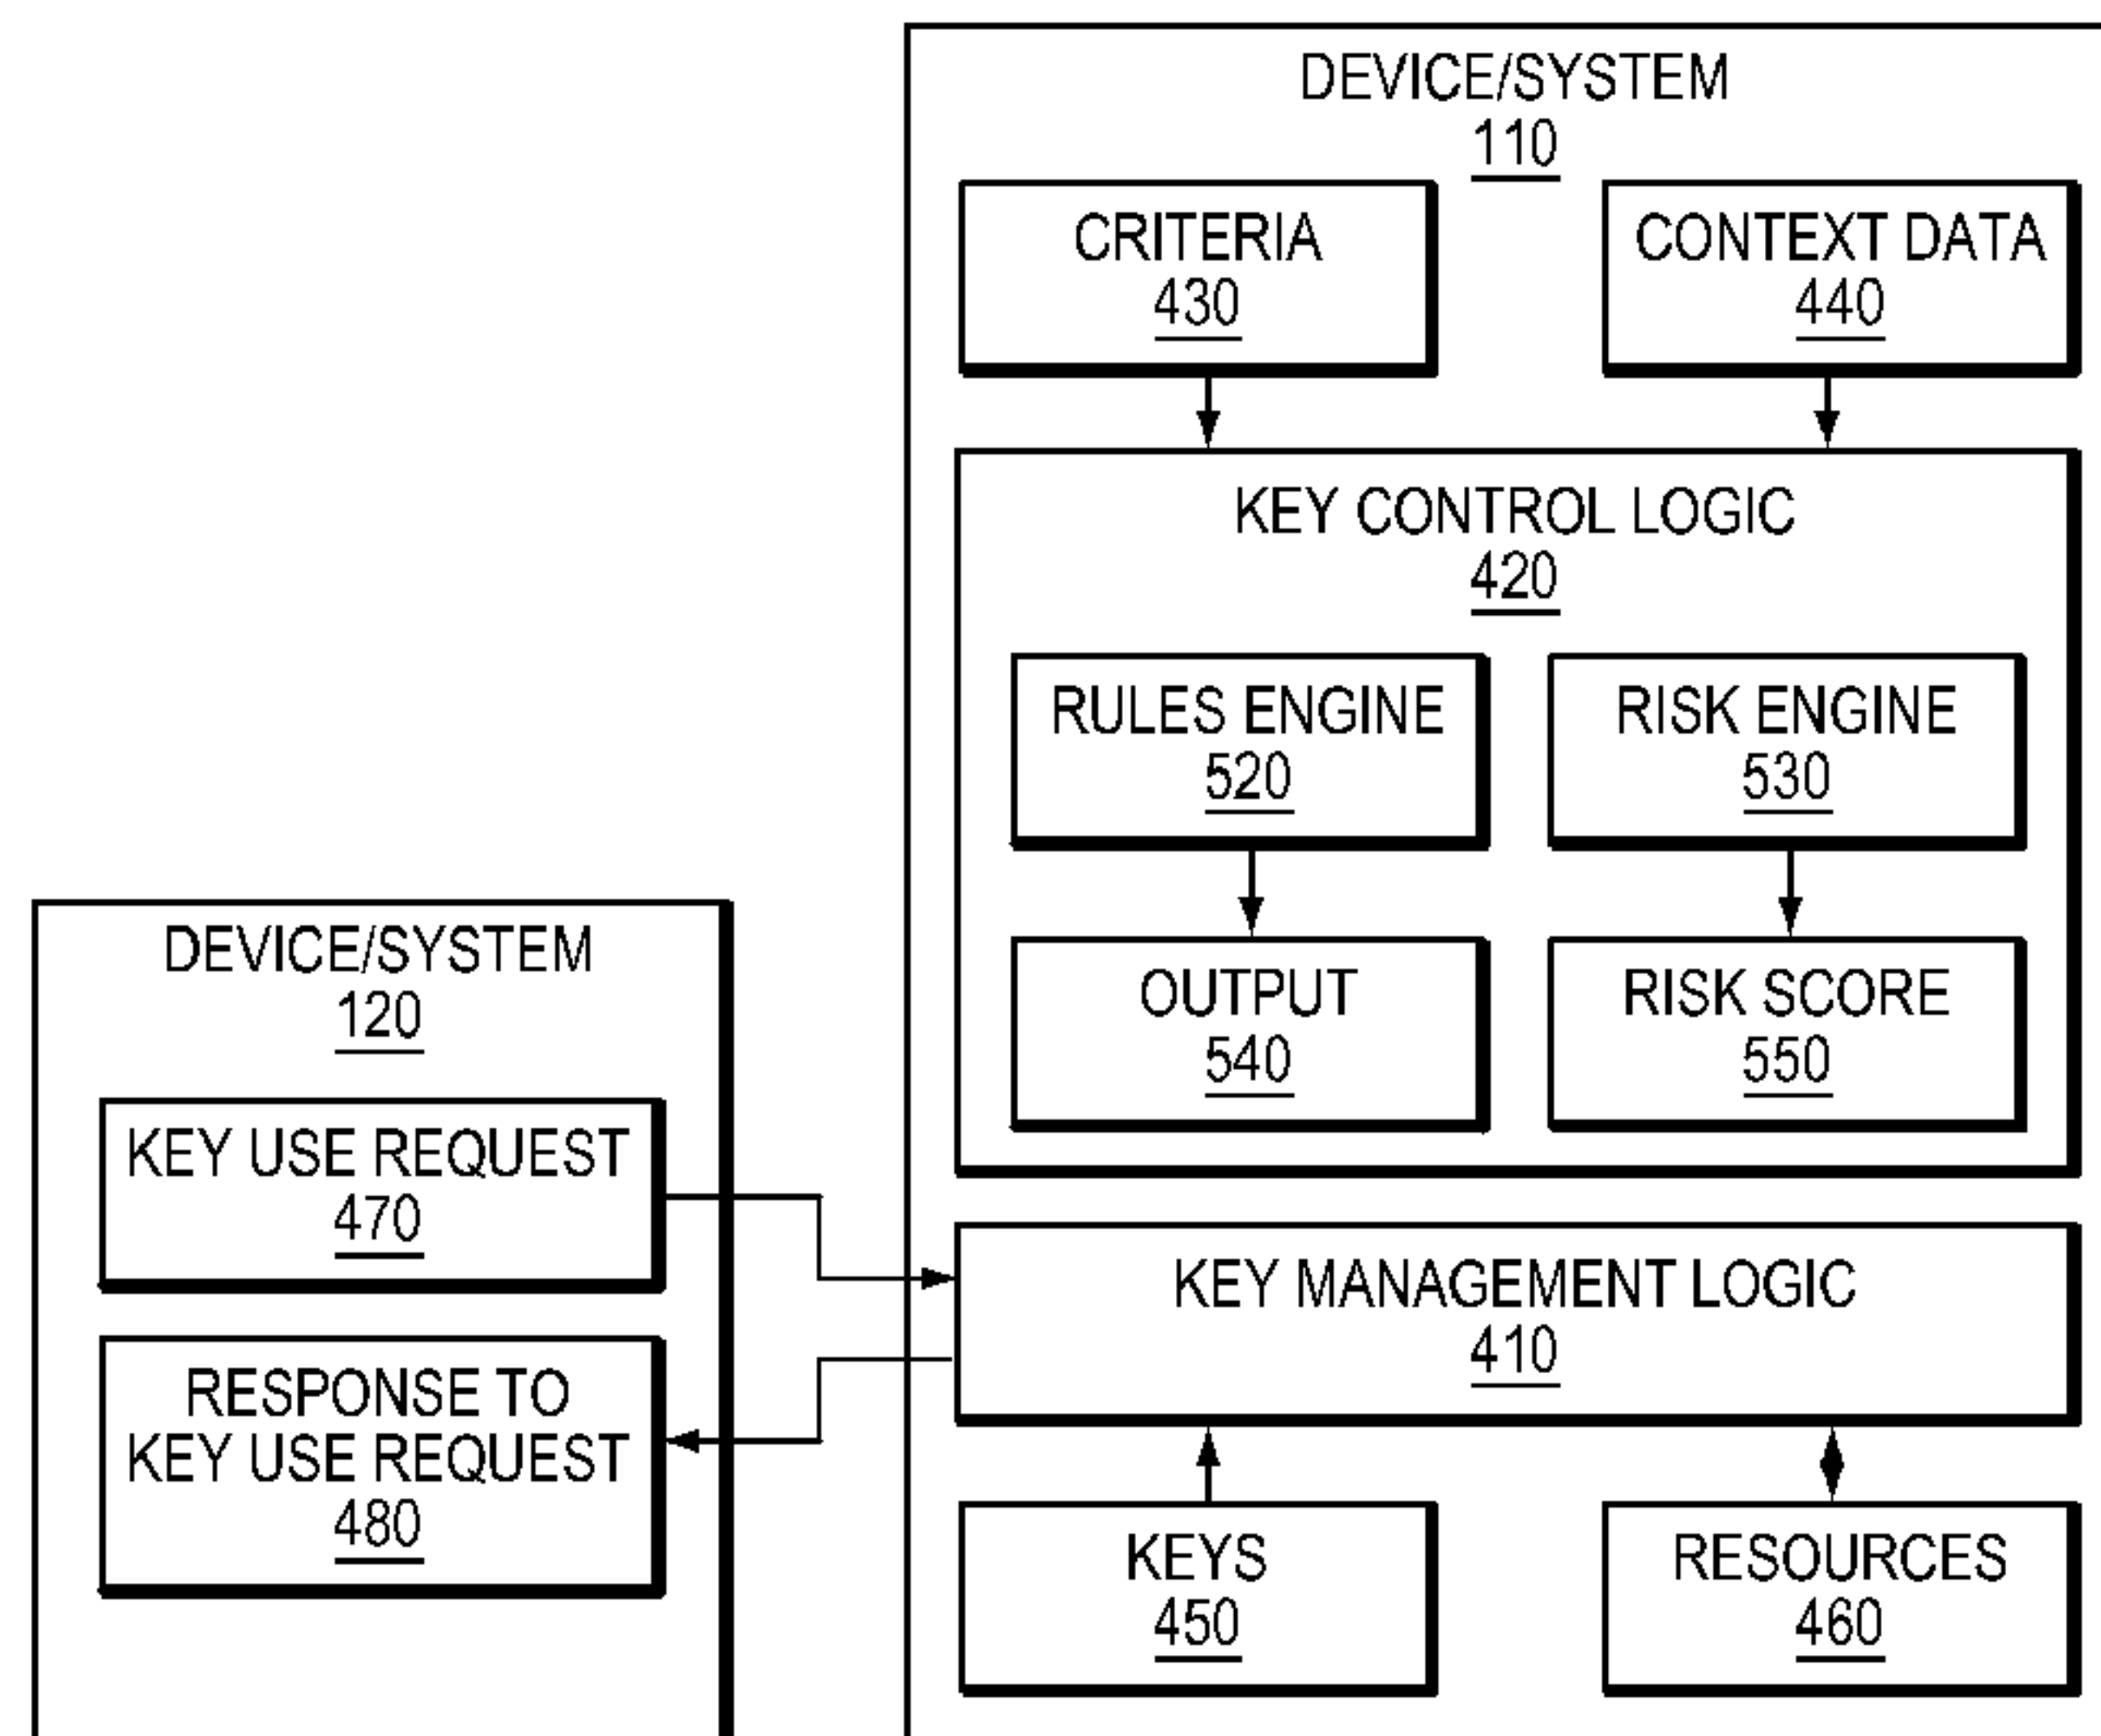 DEVICE/SYSTEM
110
CRITERIA
430
CONTEXT DATA
440
KEY CONTROL LOGIC
420
RULES ENGINE
520
RISK ENGINE
530
OUTPUT
540
RISK SCORE
550
DEVICE/SYSTEM
120
KEY USE REQUEST
470
RESPONSE TO
KEY USE REQUEST
480
KEY MANAGEMENT LOGIC
410
KEYS
450
RESOURCES
460